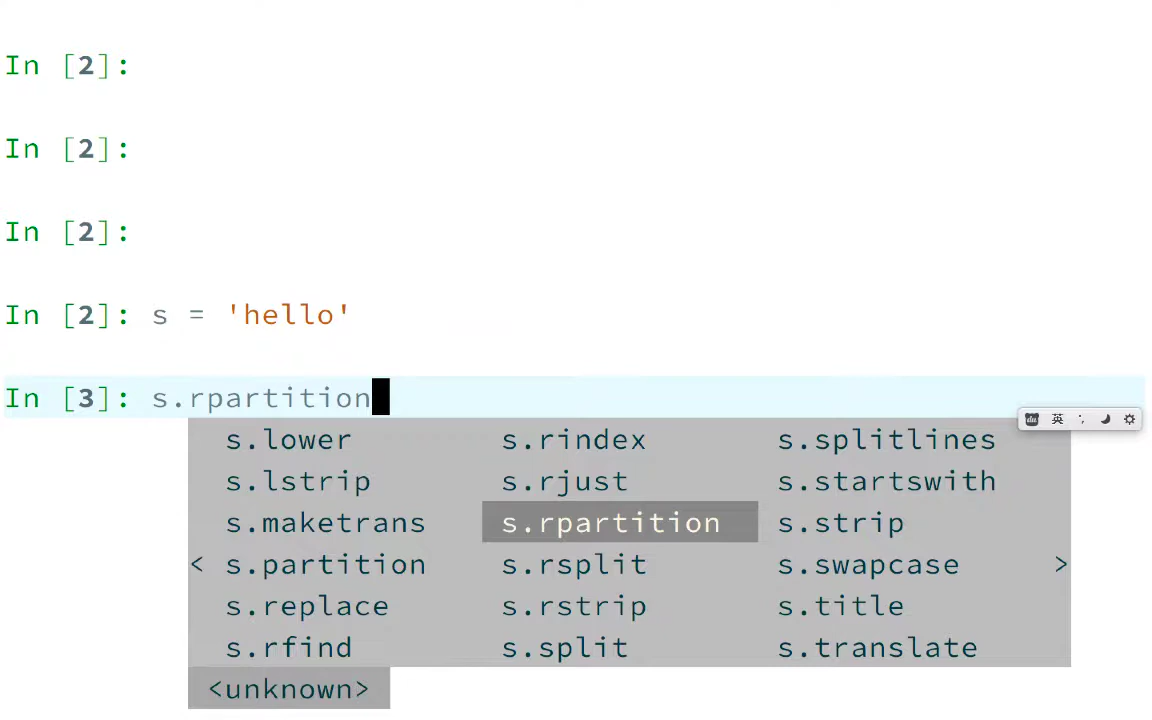 In [2]:
In [2]:
In [2]:
In [2]: s = 'hello'
In [3]: s.rpartition
英
s.lower s.rindex s.splitlines
s.lstrip s.rjust s.startswith
s.maketrans s.rpartition s.strip
< s.partition s.rsplit s.swapcase >
s.replace s.rstrip s.title
s.rfind s.split s.translate
<unknown>